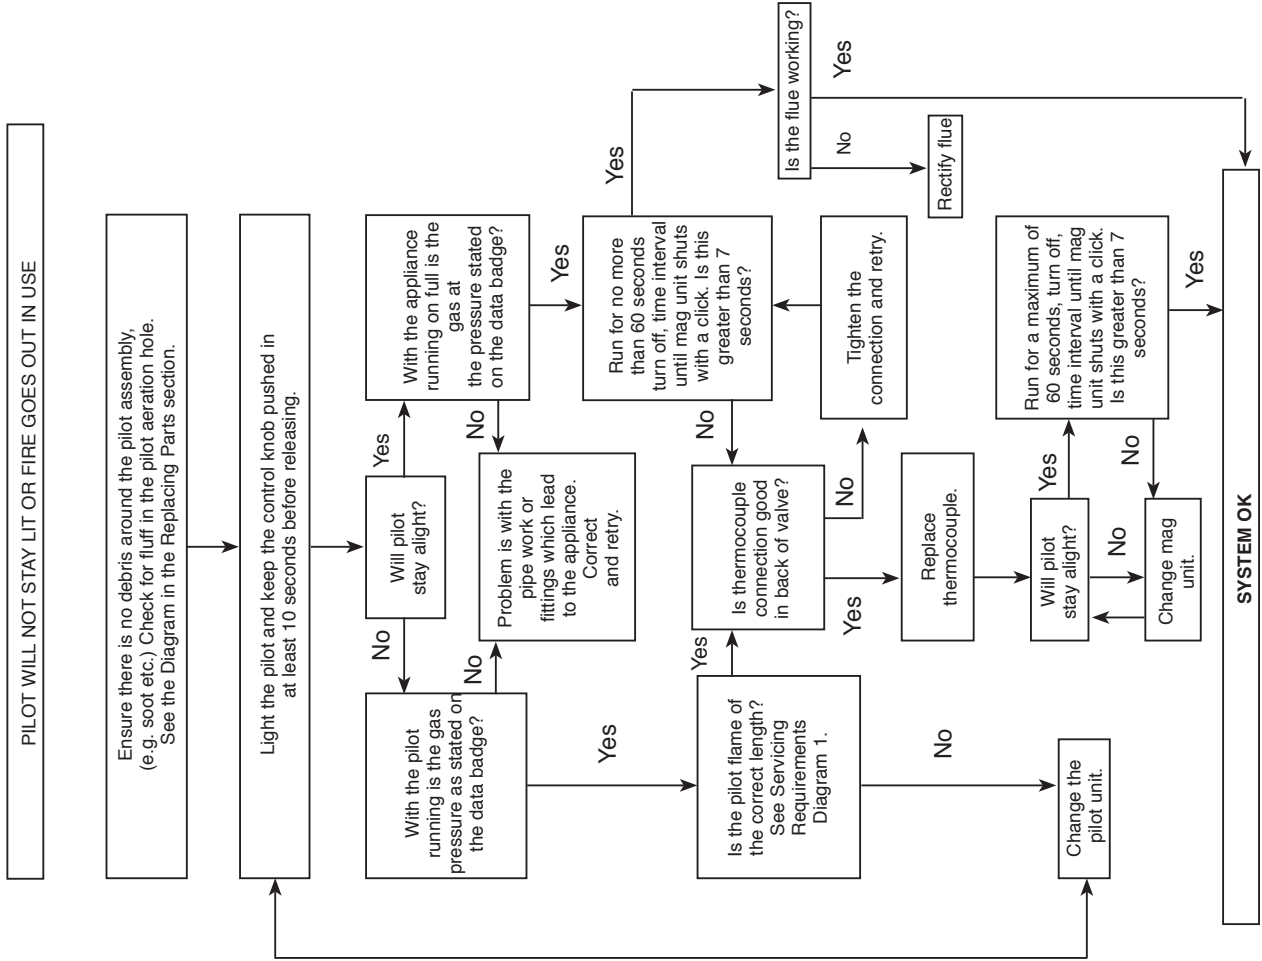 PILOT WILL NOT STAY LIT OR FIRE GOES OUT IN USE
Ensure there is no debris around the pilot assembly,
(e.g. soot etc.) Check for fluff in the pilot aeration hole.
See the Diagram in the Replacing Parts section.
Light the pilot and keep the control knob pushed in
at least 10 seconds before releasing.
Will pilot
stay alight?
No
Yes
With the pilot
running is the gas
pressure as stated on
the data badge?
No
Yes
Problem is with the
pipe work or
fittings which lead
to the appliance.
Correct
and retry.
With the appliance
running on full is the
gas at
the pressure stated
on the data badge?
No
Yes
Run for no more
than 60 seconds
turn off, time interval
until mag unit shuts
with a click. Is this
greater than 7
seconds?
No
Yes
Is the flue working?
No
Yes
Rectify flue
Is the pilot flame of
the correct length?
See Servicing
Requirements
Diagram 1.
Yes
No
Is thermocouple
connection good
in back of valve?
Yes
No
Tighten the
connection and retry.
Replace
thermocouple.
Will pilot
stay alight?
Yes
No
Run for a maximum of
60 seconds, turn off,
time interval until mag
unit shuts with a click.
Is this greater than 7
seconds?
No
Yes
Change mag
unit.
Change the
pilot unit.
SYSTEM OK